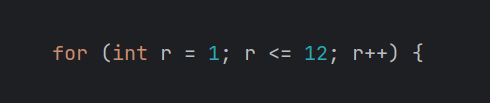 for (int r = 1; r <= 12; r++) {